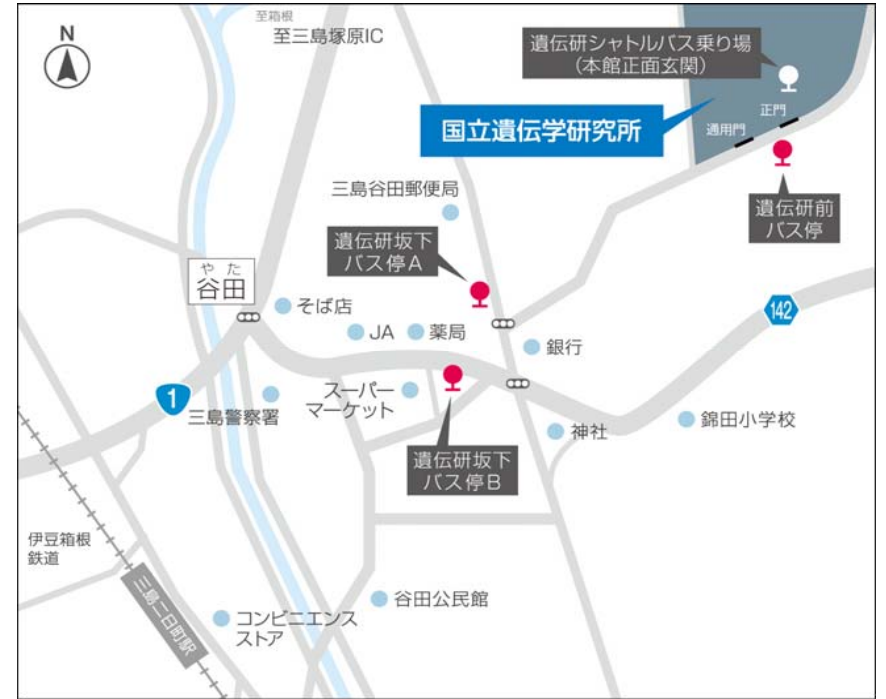 N
至箱根
至三島塚原IC
遺伝研シャトルバス乗り場
(本館正面玄関)
国立遺伝学研究所
正門
通用門
遺伝研前
バス停
三島谷田郵便局
遺伝研坂下
バス停A
やた
谷田
そば店
JA
薬局
銀行
142
1
三島警察署
スーパー
マーケット
神社
錦田小学校
遺伝研坂下
バス停B
伊豆箱根
鉄道
三島二日町駅
谷田公民館
コンビニエンス
ストア